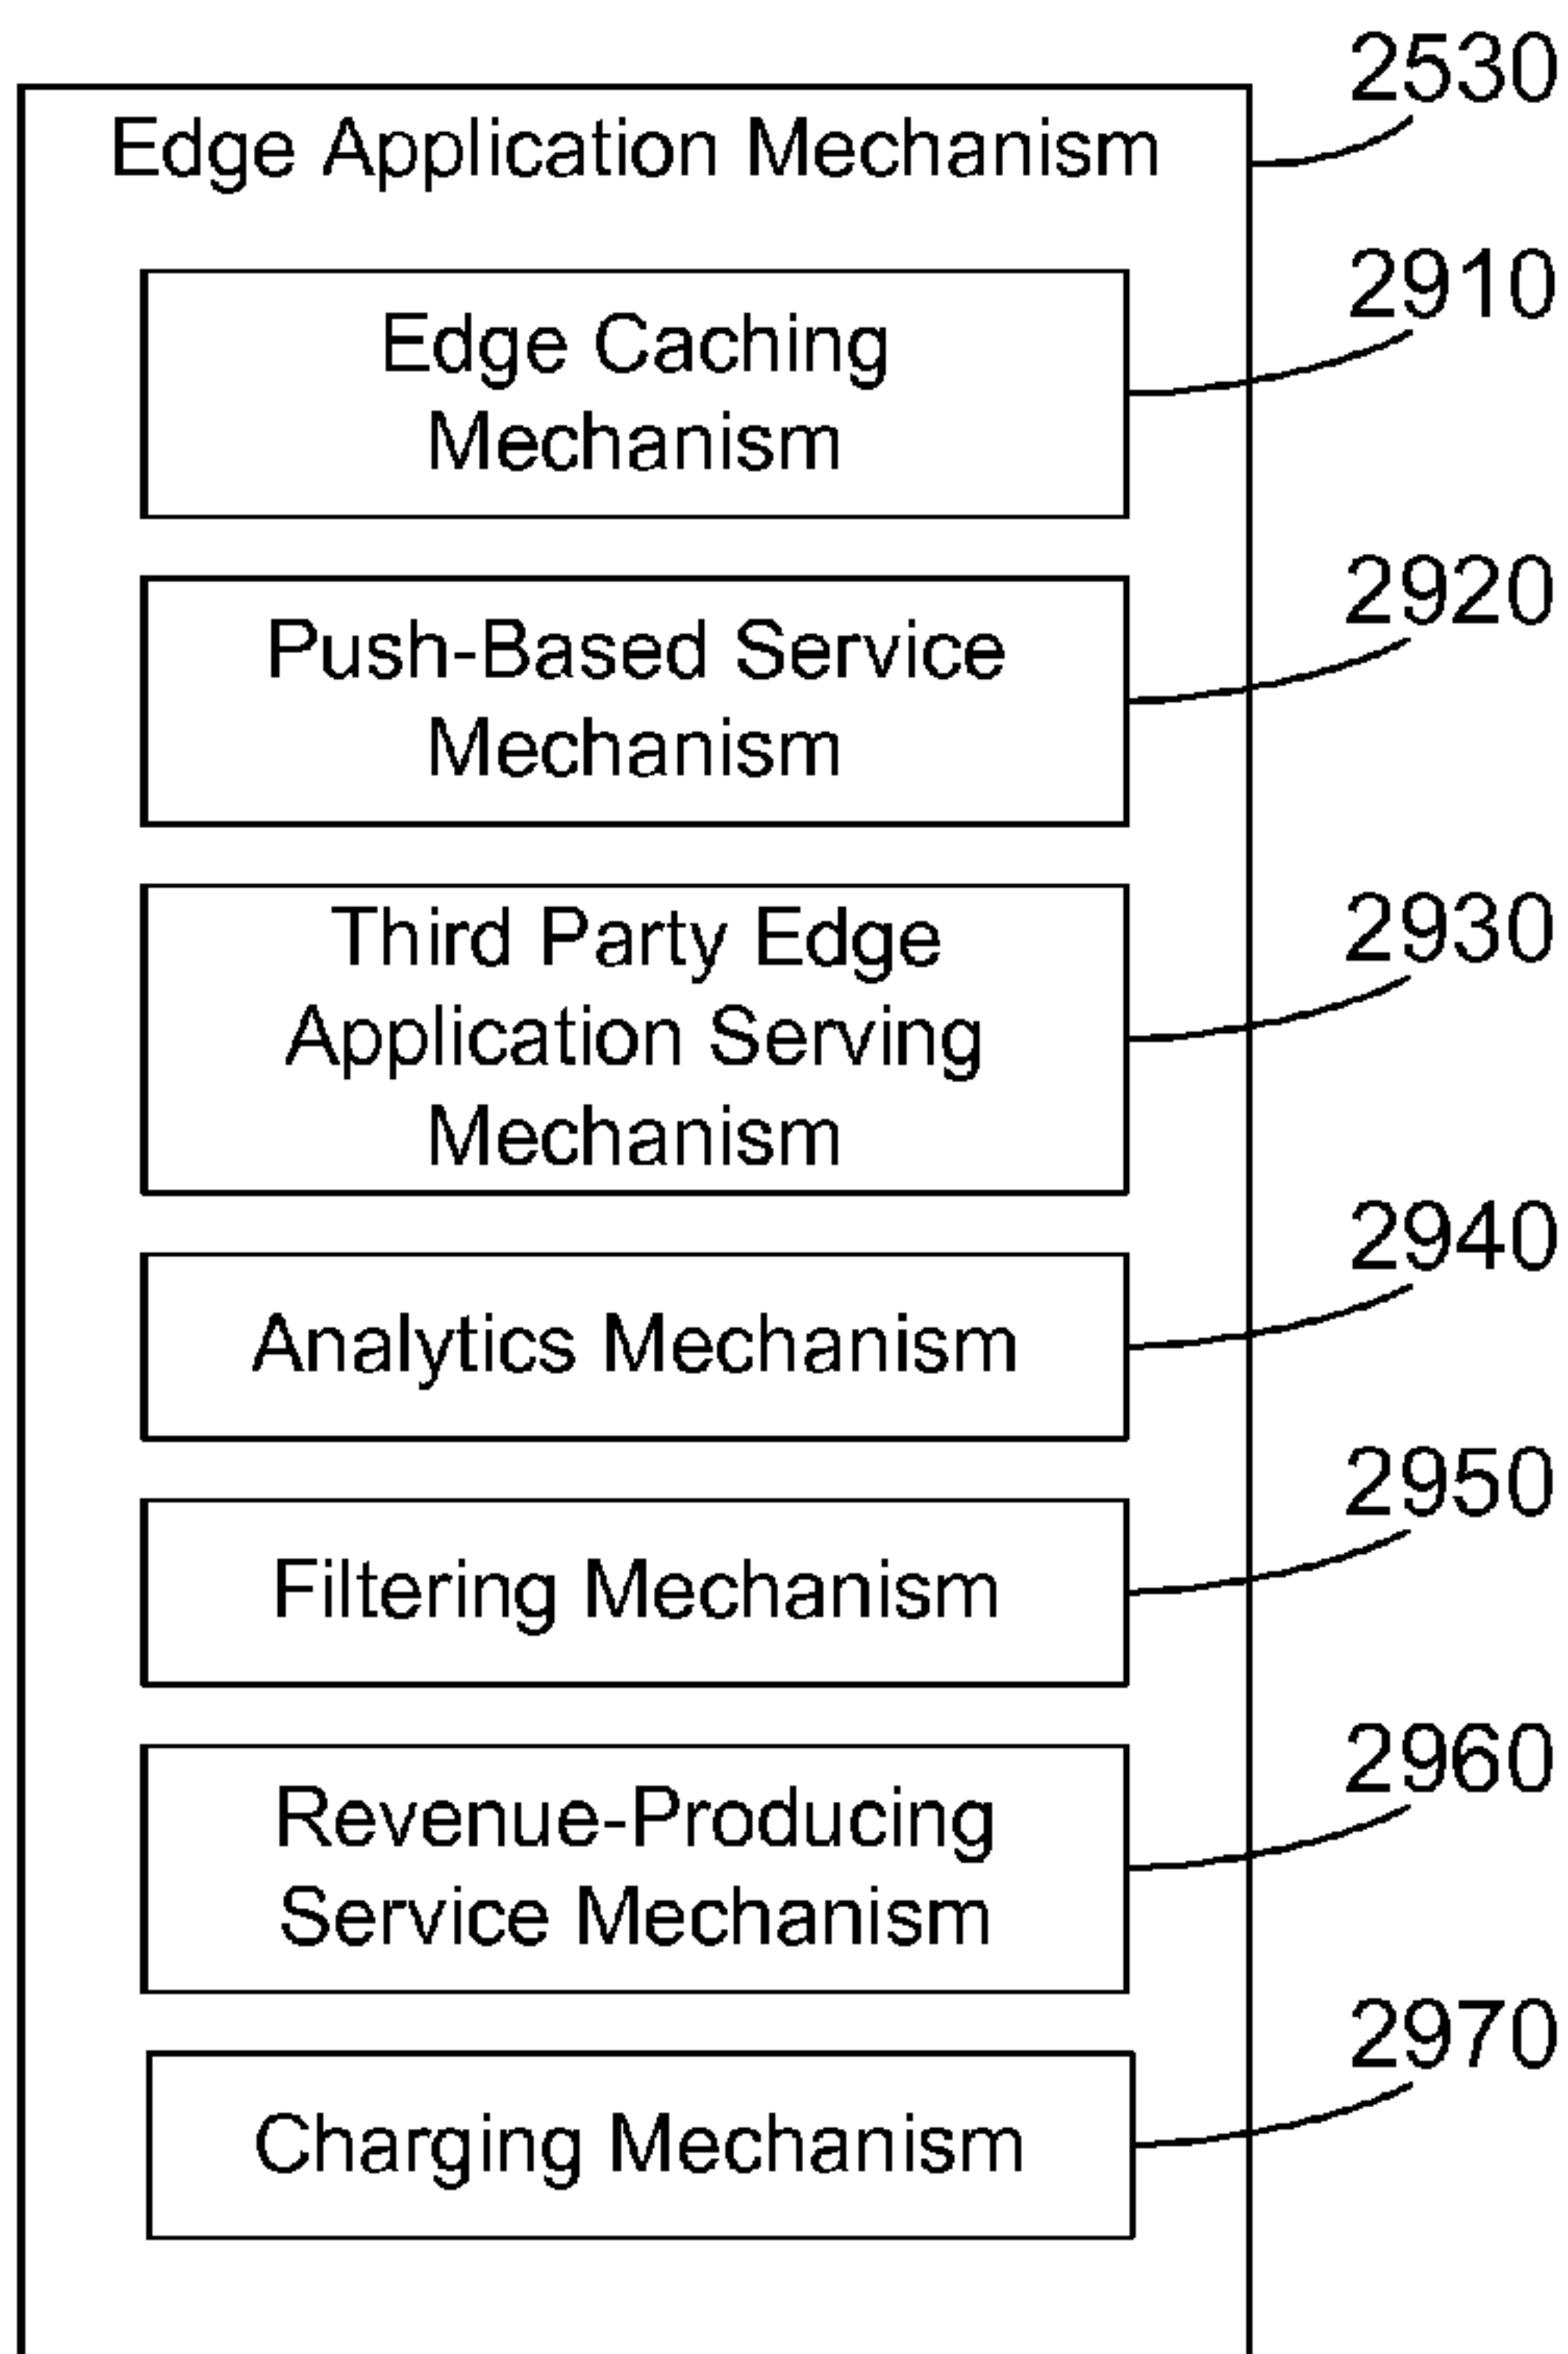 2530
Edge Application Mechanism
2910
Edge Caching
Mechanism
2920
Push-Based Service
Mechanism
2930
Third Party Edge
Application Serving
Mechanism
2940
Analytics Mechanism
2950
Filtering Mechanism
2960
Revenue-Producing
Service Mechanism
2970
Charging Mechanism